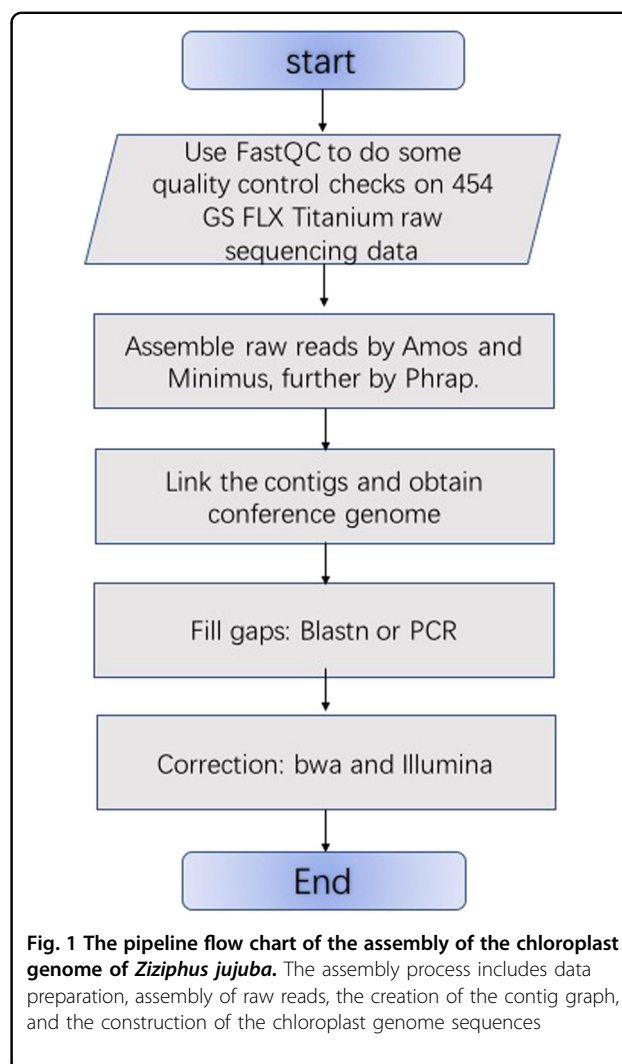 start
Use FastQC to do some
quality control checks on 454
GS FLX Titanium raw
sequencing data
Assemble raw reads by Amos and
Minimus, further by Phrap.
Link the contigs and obtain
conference genome
Fill gaps: Blastn or PCR
Correction: bwa and Illumina
End
Fig. 1 The pipeline flow chart of the assembly of the chloroplast
genome of Ziziphus jujuba. The assembly process includes data
preparation, assembly of raw reads, the creation of the contig graph,
and the construction of the chloroplast genome sequences